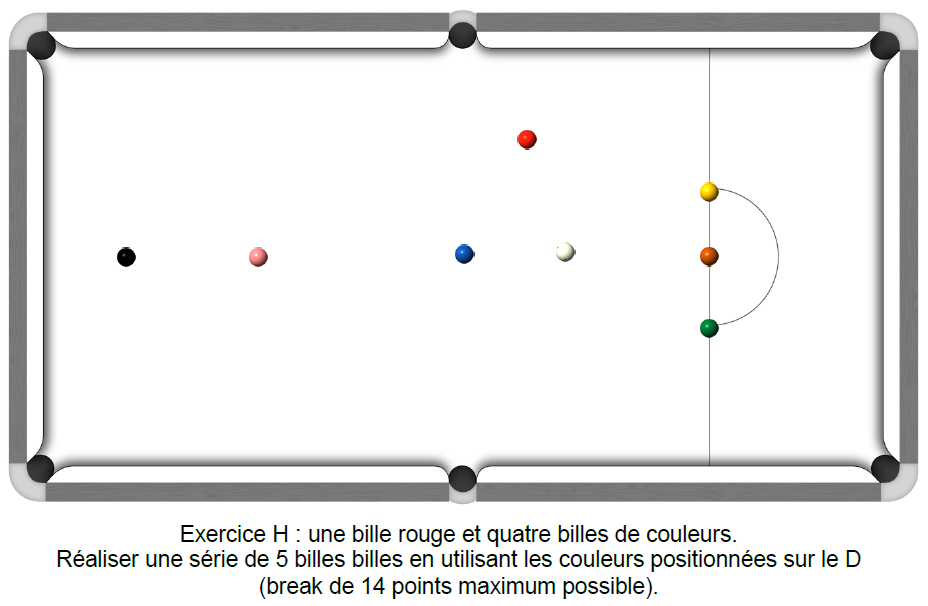 Exercice H : une bille rouge et quatre billes de couleurs.
Réaliser une série de 5 billes billes en utilisant les couleurs positionnées sur le D
(break de 14 points maximum possible).